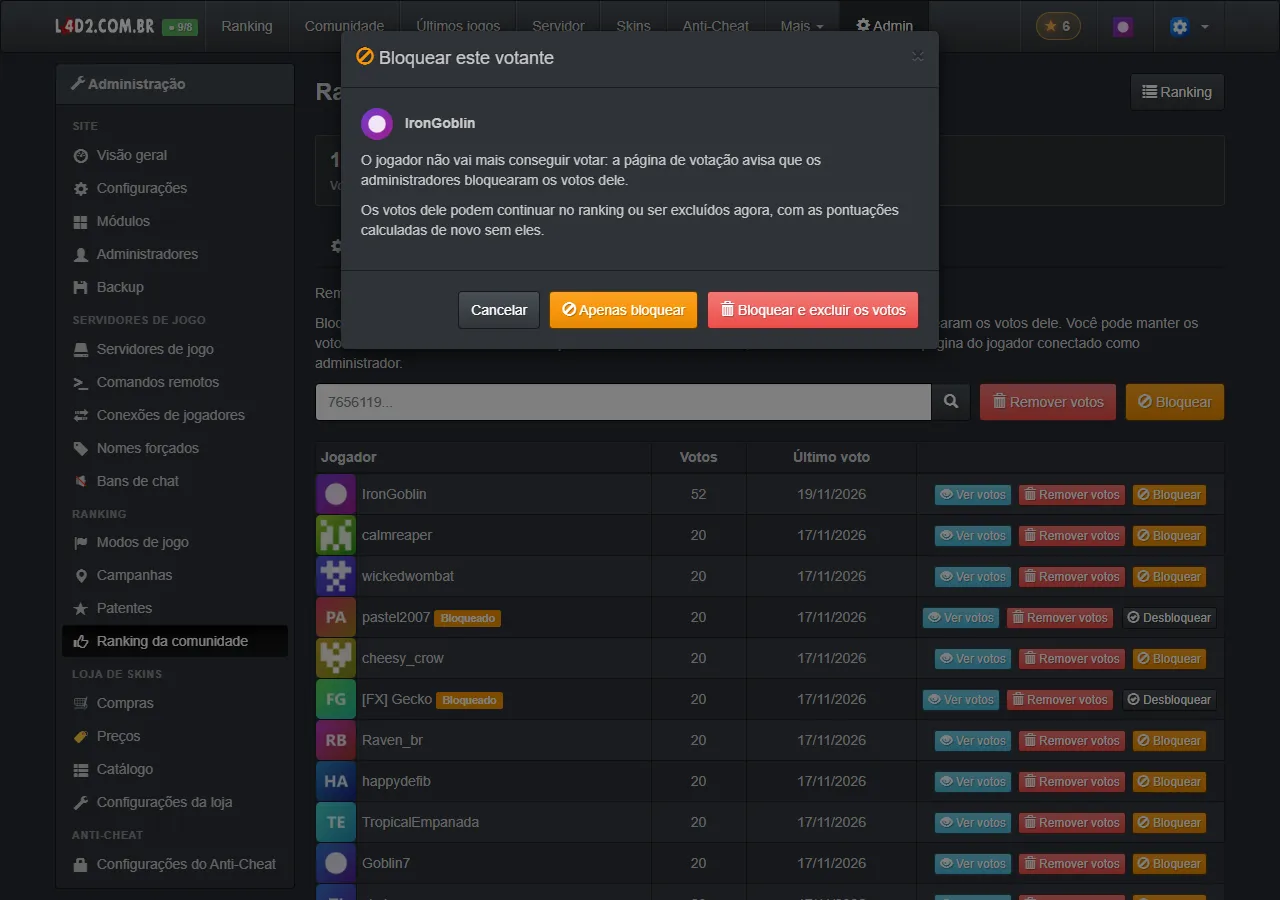 L4D2.COM.BR
9/8
Ranking
Comunidade
Últimos jogos
Servidor
Skins
Anti-Cheat
Mais
Admin
6
Bloquear este votante
IronGoblin
O jogador não vai mais conseguir votar: a página de votação avisa que os
administradores bloquearam os votos dele.
Os votos dele podem continuar no ranking ou ser excluídos agora, com as pontuações
calculadas de novo sem eles.
Cancelar
Apenas bloquear
Bloquear e excluir os votos
Administração
SITE
Visão geral
Configurações
Módulos
Administradores
Backup
SERVIDORES DE JOGO
Servidores de jogo
Comandos remotos
Conexões de jogadores
Nomes forçados
Bans de chat
RANKING
Modos de jogo
Campanhas
Patentes
Ranking da comunidade
LOJA DE SKINS
Compras
Preços
Catálogo
Configurações da loja
ANTI-CHEAT
Configurações do Anti-Cheat
Ranking
aram os votos dele. Você pode manter os
gina do jogador conectado como
administrador.
7656119...
Remover votos
Bloquear
Jogador Votos Último voto
IronGoblin 52 19/11/2026 Ver votos Remover votos Bloquear
calmreaper 20 17/11/2026 Ver votos Remover votos Bloquear
wickedwombat 20 17/11/2026 Ver votos Remover votos Bloquear
PA pastel2007 Bloqueado 20 17/11/2026 Ver votos Remover votos Desbloquear
cheesy_crow 20 17/11/2026 Ver votos Remover votos Bloquear
FG [FX] Gecko Bloqueado 20 17/11/2026 Ver votos Remover votos Desbloquear
RB Raven_br 20 17/11/2026 Ver votos Remover votos Bloquear
HA happydefib 20 17/11/2026 Ver votos Remover votos Bloquear
TE TropicalEmpanada 20 17/11/2026 Ver votos Remover votos Bloquear
Goblin7 20 17/11/2026 Ver votos Remover votos Bloquear